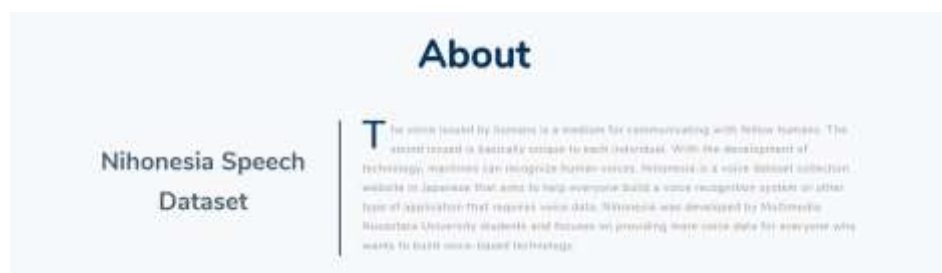 About
Nihonesia Speech
Dataset
The voice issued by humans is a medium for communicating with fellow humans. The
sound issued is basically unique to each individual. With the development of
technology, machines can recognize human voices. Nihonesia is a voice dataset collection
website in Japanese that aims to help everyone build a voice recognition system or other
type of application that requires voice data. Nihonesia was developed by Multimedia
Nusantara University students and focuses on providing more voice data for everyone who
wants to build voice-based technology.